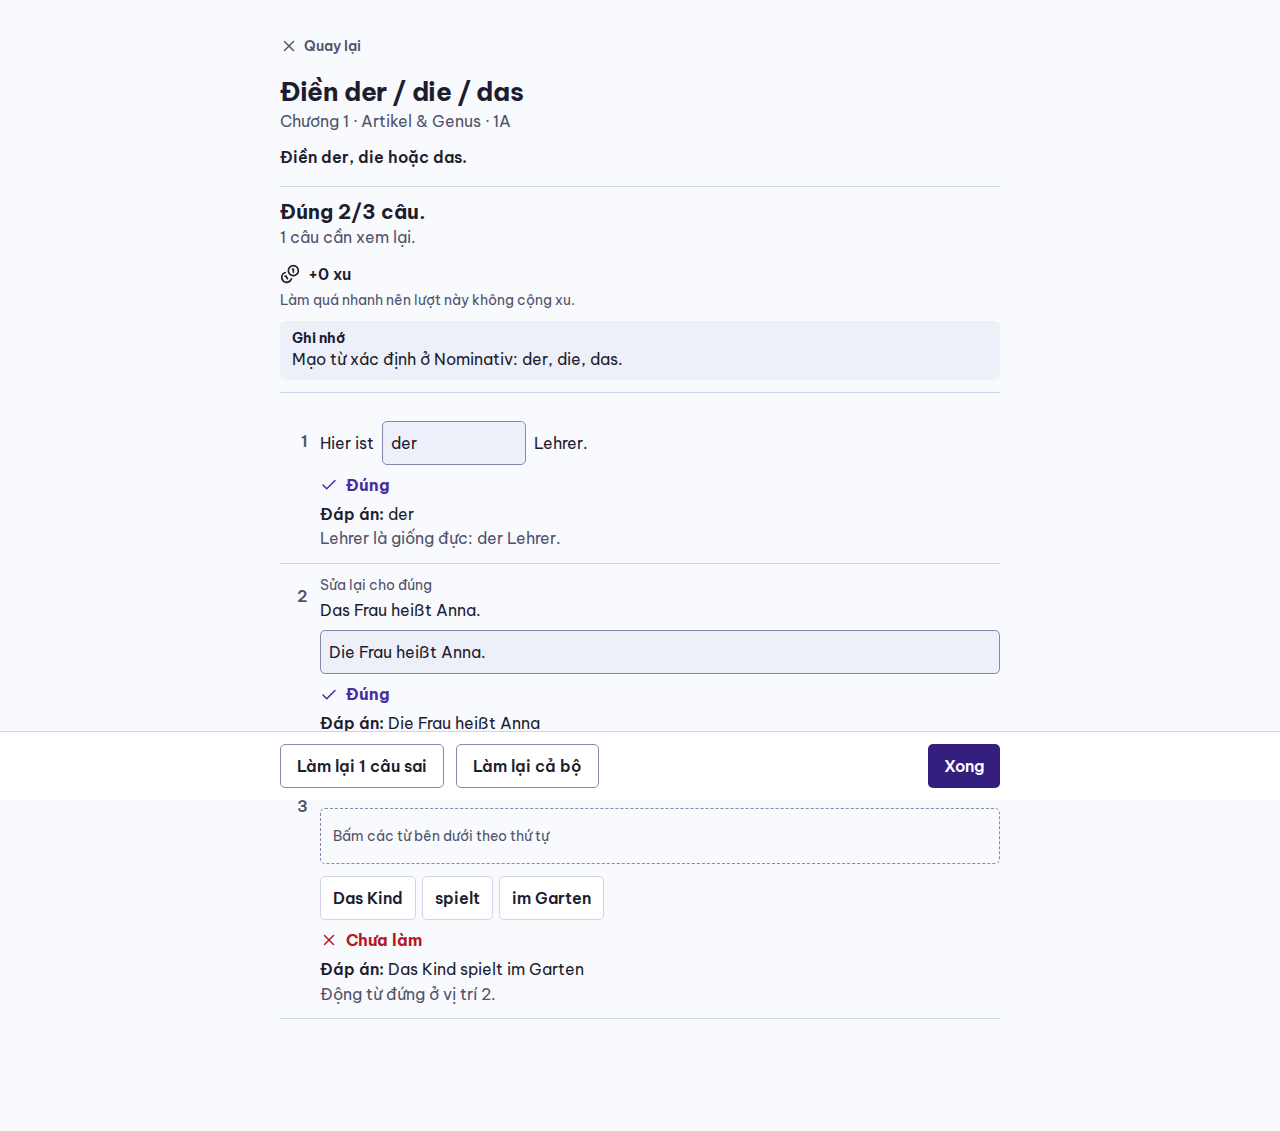 Quay lại
Điền der / die / das
Chương 1 · Artikel & Genus · 1A
Điền der, die hoặc das.
Đúng 2/3 câu.
1 câu cần xem lại.
+0 xu
Làm quá nhanh nên lượt này không cộng xu.
Ghi nhớ
Mạo từ xác định ở Nominativ: der, die, das.
1 Hier ist der Lehrer.
Đúng
Đáp án: der
Lehrer là giống đực: der Lehrer.
Sửa lại cho đúng
2
Das Frau heißt Anna.
Die Frau heißt Anna.
Đúng
Đáp án: Die Frau heißt Anna
Làm lại 1 câu sai Làm lại cả bộ Xong
3
Bấm các từ bên dưới theo thứ tự
Das Kind spielt im Garten
Chưa làm
Đáp án: Das Kind spielt im Garten
Động từ đứng ở vị trí 2.